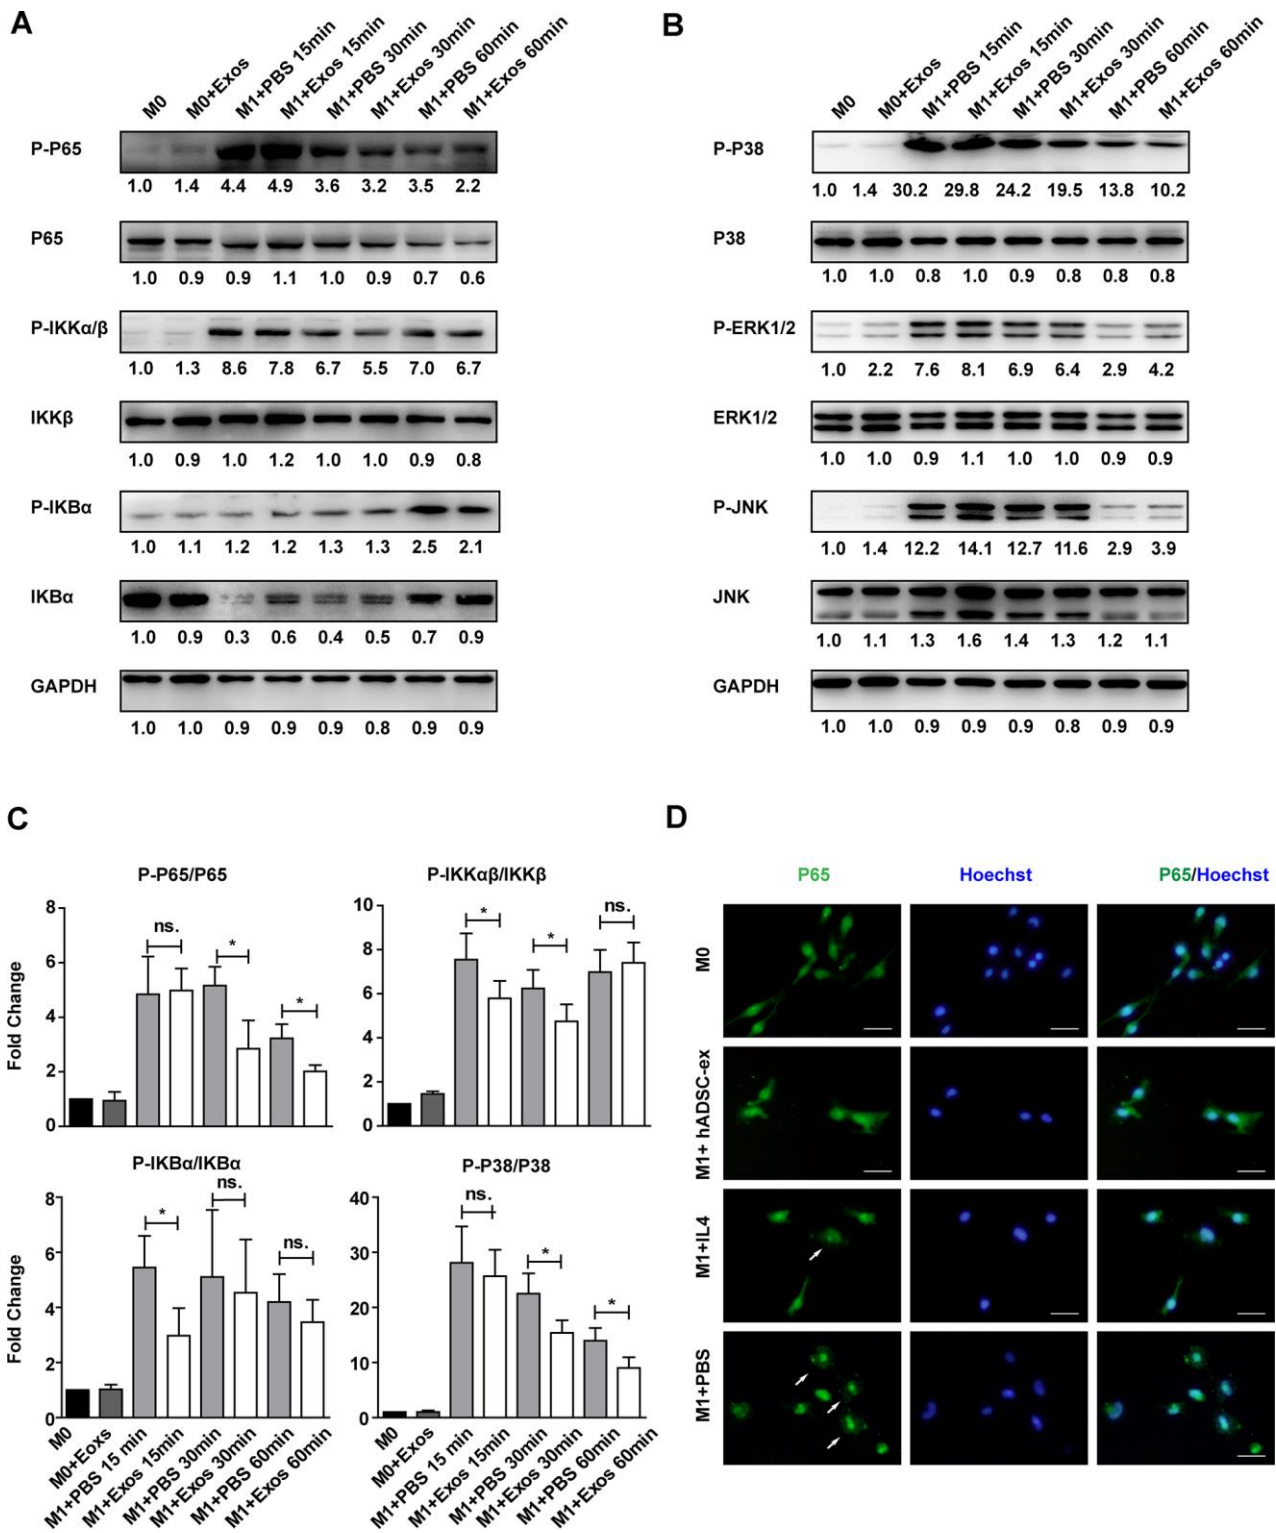 A
M0
M0+Exos
M1+PBS 15min
M1+Exos 15min
M1+PBS 30min
M1+Exos 30min
M1+PBS 60min
M1+Exos 60min
P-P65
1.0 1.4 4.4 4.9 3.6 3.2 3.5 2.2
P65
1.0 0.9 0.9 1.1 1.0 0.9 0.7 0.6
P-IKKα/β
1.0 1.3 8.6 7.8 6.7 5.5 7.0 6.7
IKKβ
1.0 0.9 1.0 1.2 1.0 1.0 0.9 0.8
P-IKBα
1.0 1.1 1.2 1.2 1.3 1.3 2.5 2.1
IKBα
1.0 0.9 0.3 0.6 0.4 0.5 0.7 0.9
GAPDH
1.0 1.0 0.9 0.9 0.9 0.8 0.9 0.9
B
M0
M0+Exos
M1+PBS 15min
M1+Exos 15min
M1+PBS 30min
M1+Exos 30min
M1+PBS 60min
M1+Exos 60min
P-P38
1.0 1.4 30.2 29.8 24.2 19.5 13.8 10.2
P38
1.0 1.0 0.8 1.0 0.9 0.8 0.8 0.8
P-ERK1/2
1.0 2.2 7.6 8.1 6.9 6.4 2.9 4.2
ERK1/2
1.0 1.0 0.9 1.1 1.0 1.0 0.9 0.9
P-JNK
1.0 1.4 12.2 14.1 12.7 11.6 2.9 3.9
JNK
1.0 1.1 1.3 1.6 1.4 1.3 1.2 1.1
GAPDH
1.0 1.0 0.9 0.9 0.9 0.8 0.9 0.9
C
P-P65/P65
Fold Change
8
6
4
2
0
ns.
*
*
P-IKKαβ/IKKβ
10
8
6
4
2
0
*
*
ns.
P-IKBα/IKBα
Fold Change
8
6
4
2
0
*
ns.
ns.
M0
M0+Eoxs
M1+PBS 15 min
M1+Exos 15min
M1+PBS 30min
M1+Exos 30min
M1+PBS 60min
M1+Exos 60min
P-P38/P38
40
30
20
10
0
ns.
*
*
M0
M0+Exos
M1+PBS 15 min
M1+Exos 15min
M1+PBS 30min
M1+Exos 30min
M1+PBS 60min
M1+Exos 60min
D
P65 Hoechst P65/Hoechst
M0
M1+ hADSC-ex
M1+IL4
M1+PBS